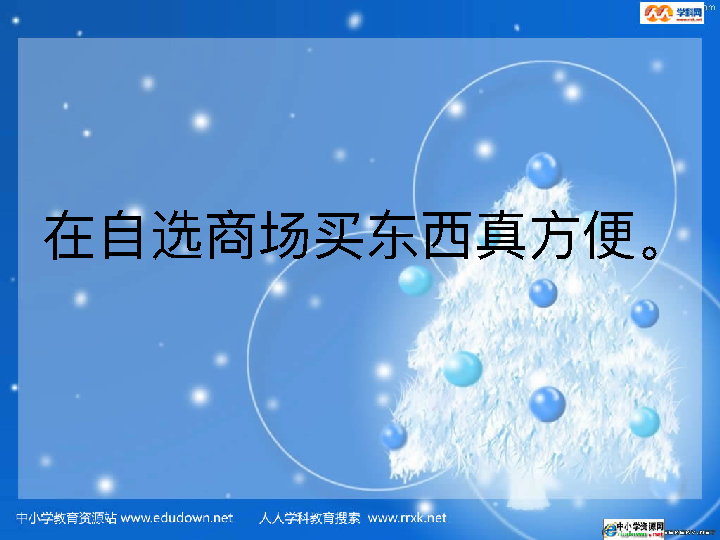 学科网
在自选商场买东西真方便。
中小学教育资源站 www.edudown.net 人人学科教育搜索 www.rrxk.net
中小学资源网